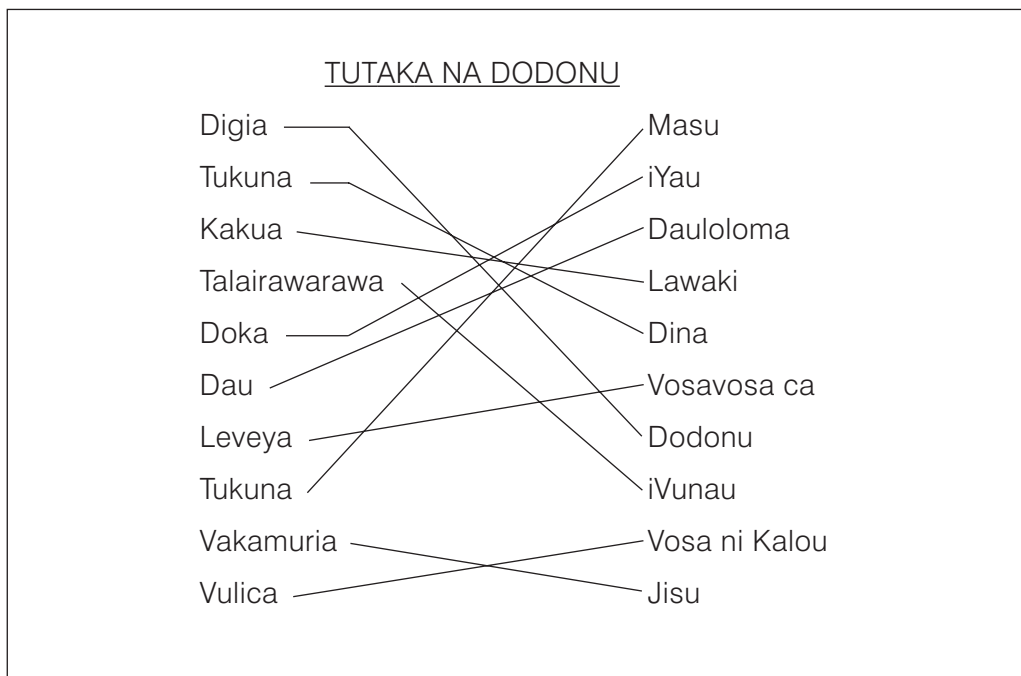 TUTAKA NA DODONU
Digia Masu
Tukuna iYau
Kakua Dauloloma
Talairawarawa Lawaki
Doka Dina
Dau Vosavosa ca
Leveya Dodonu
Tukuna iVunau
Vakamuria Vosa ni Kalou
Vulica Jisu